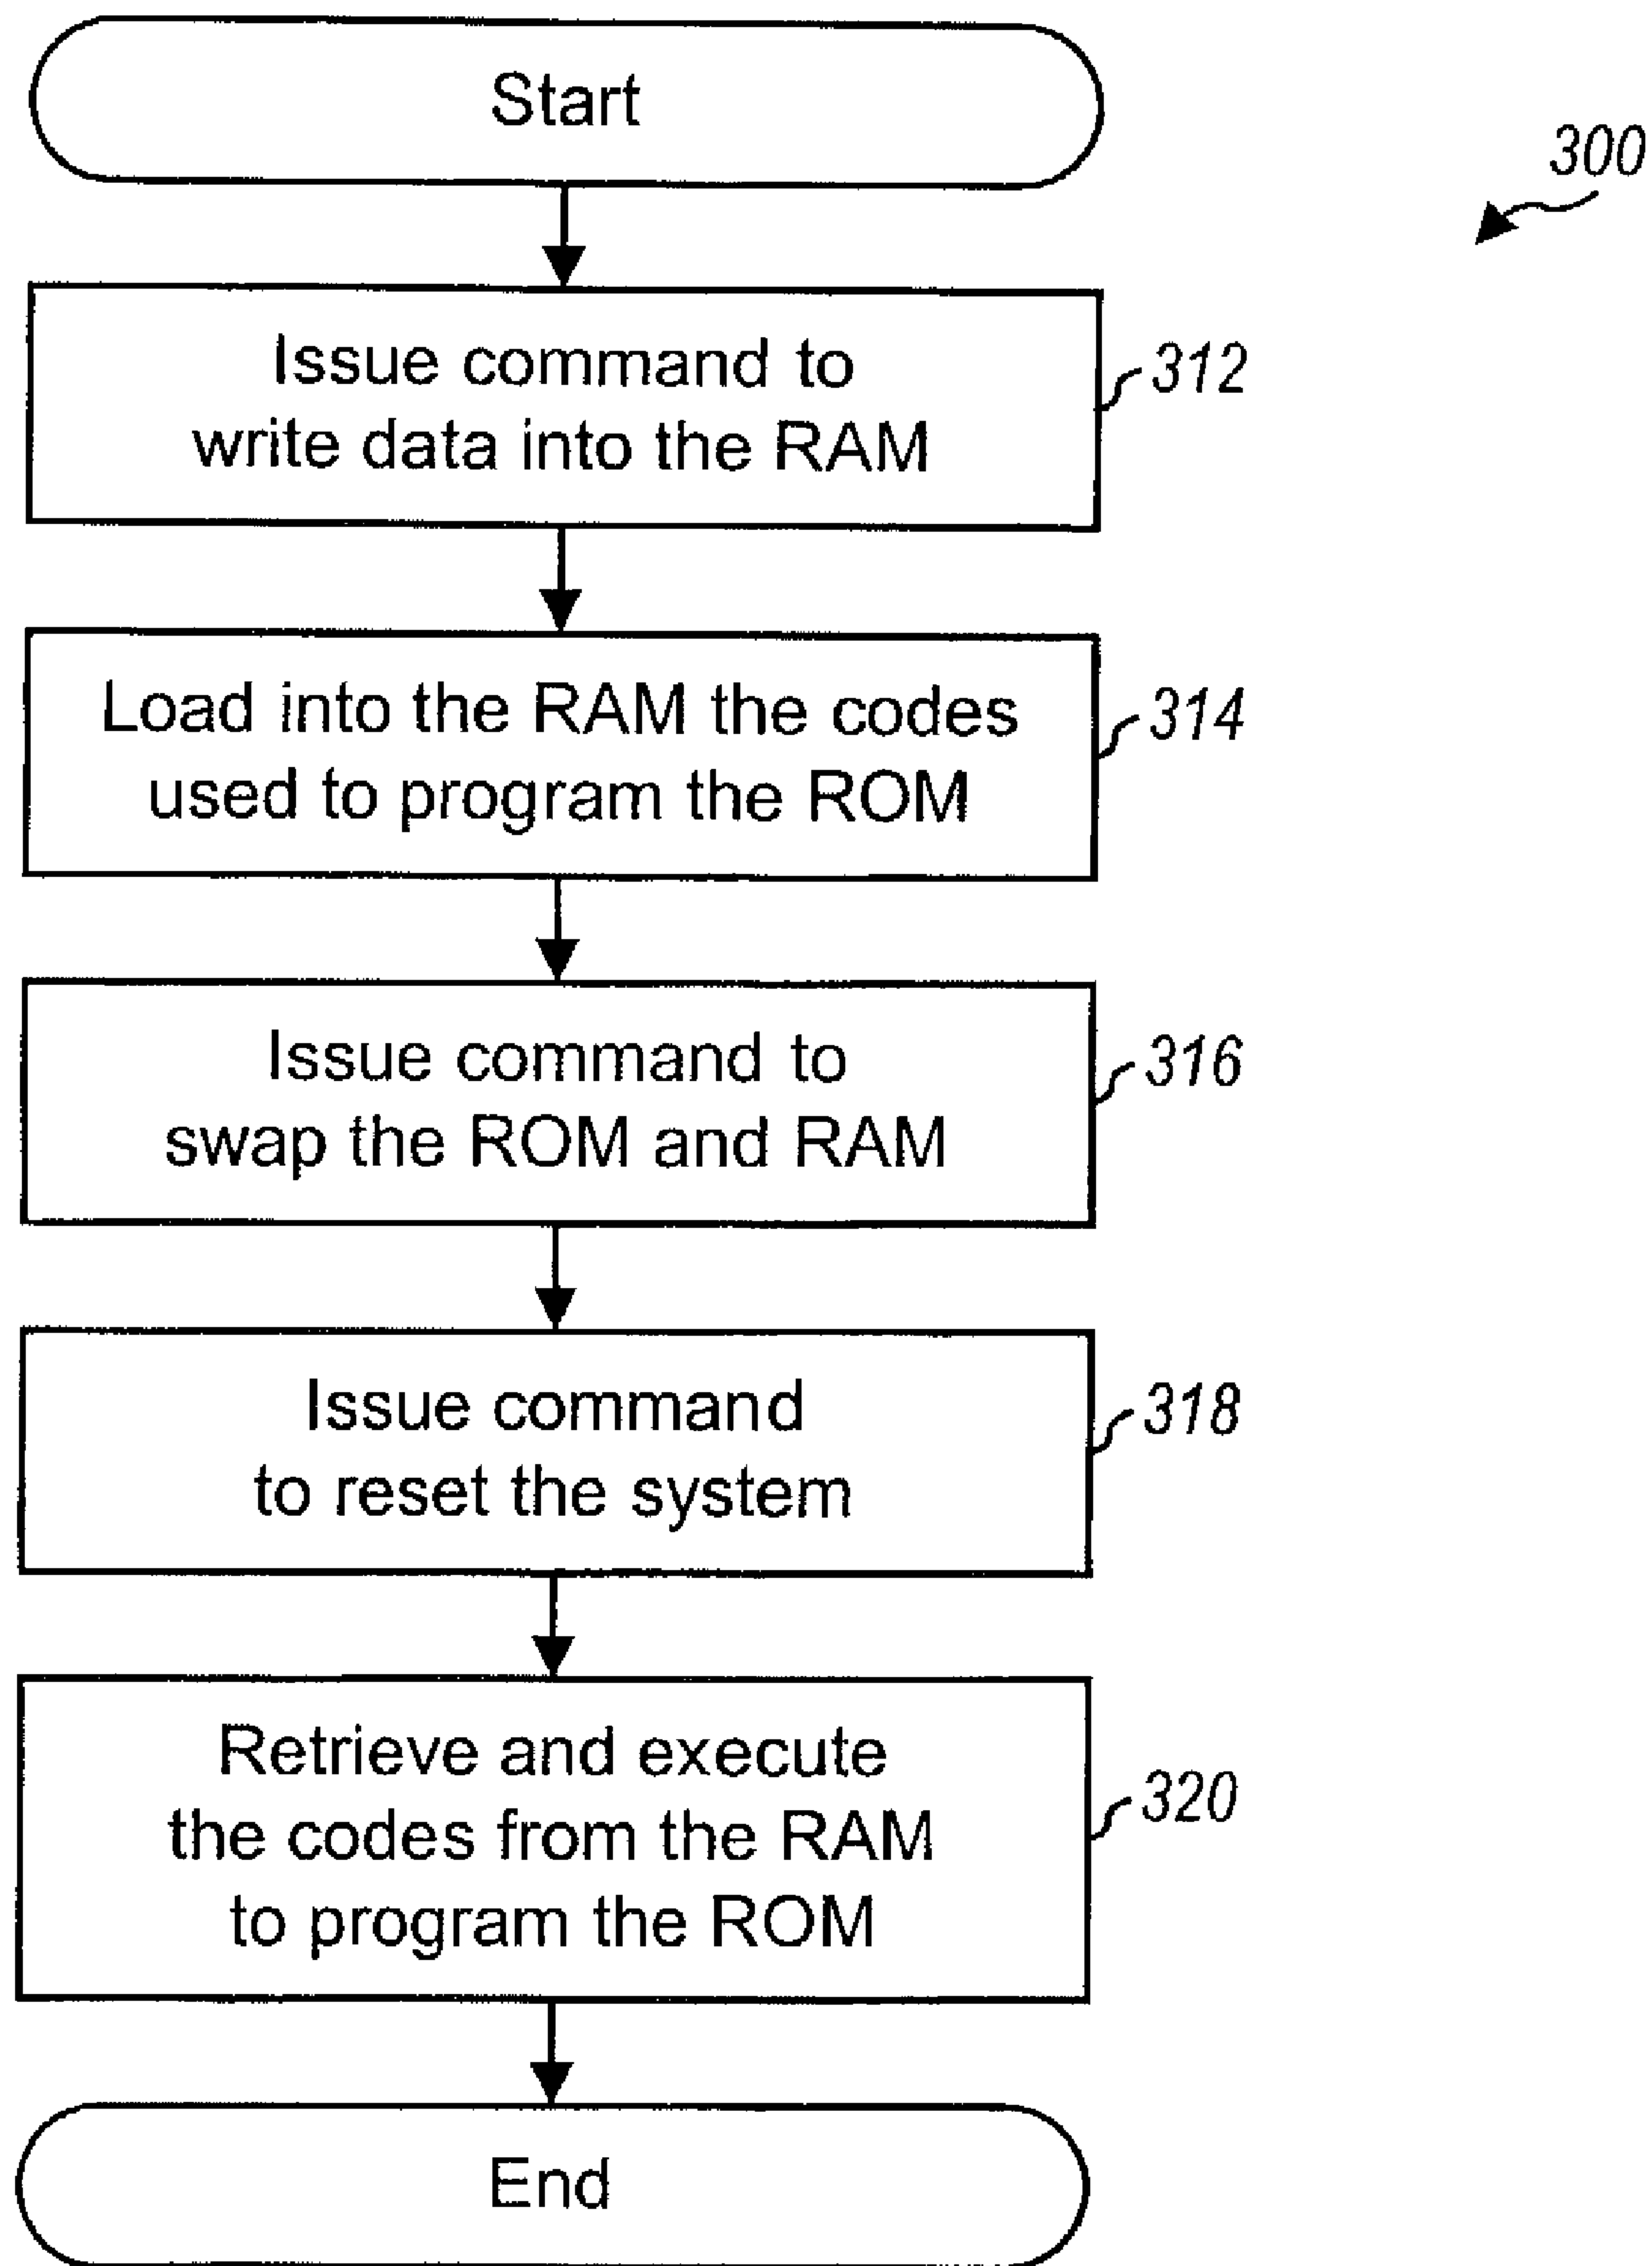 Start
300
Issue command to
write data into the RAM
312
Load into the RAM the codes
used to program the ROM
314
Issue command to
swap the ROM and RAM
316
Issue command
to reset the system
318
Retrieve and execute
the codes from the RAM
to program the ROM
320
End